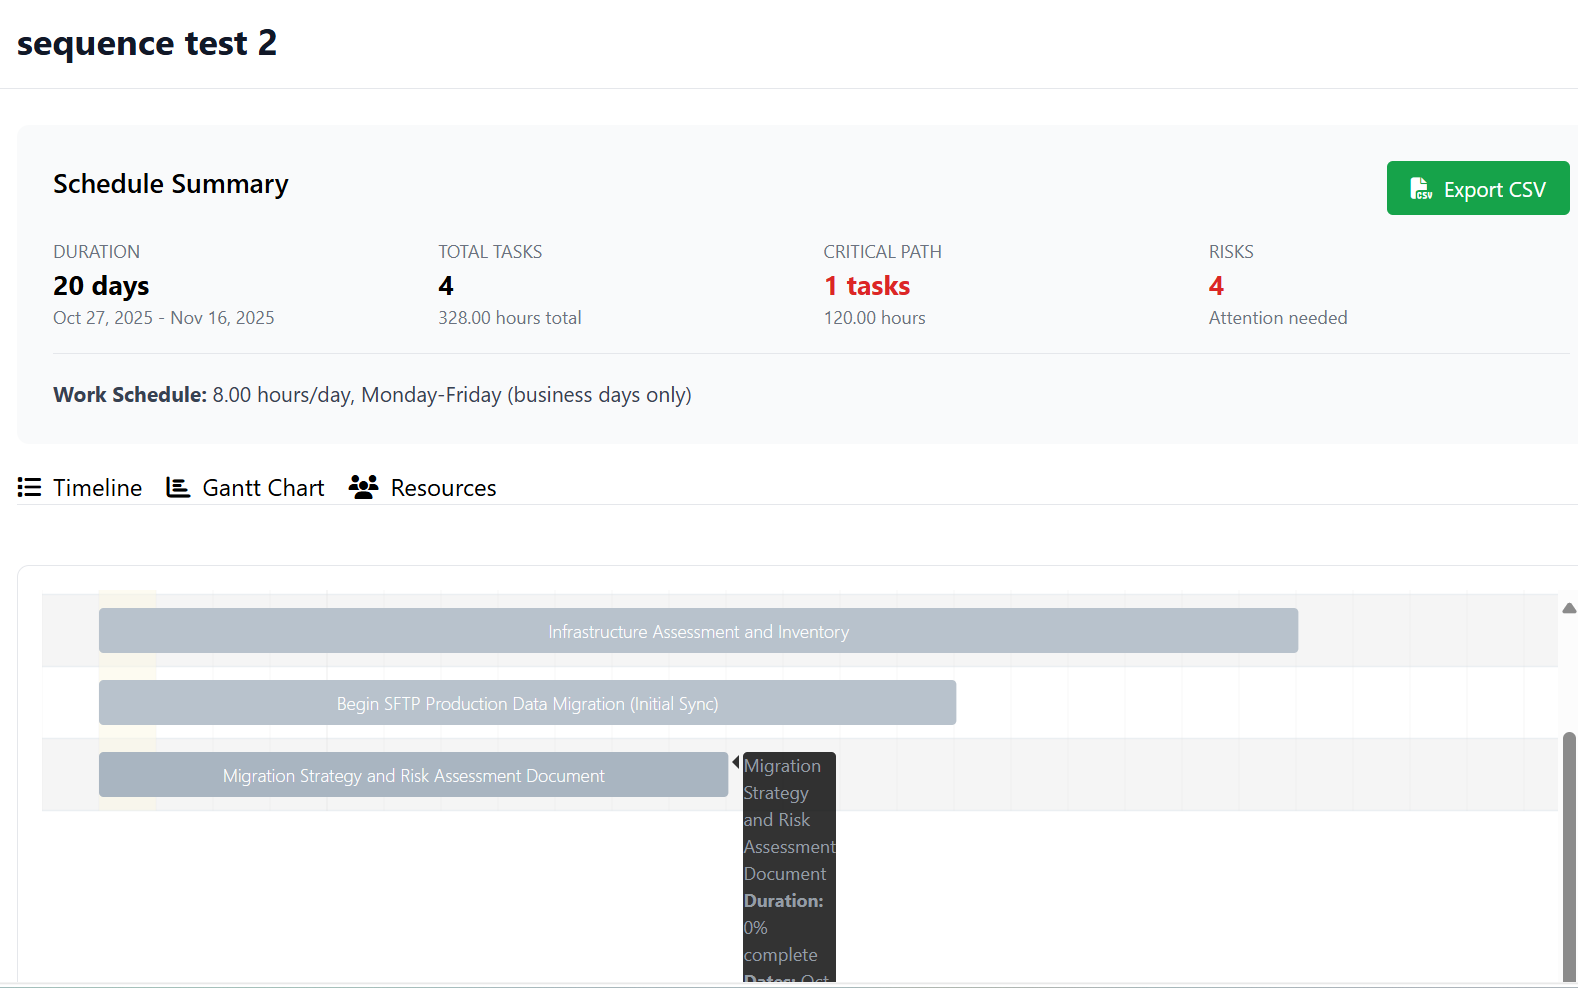 sequence test 2
Schedule Summary
CSV Export CSV
DURATION
20 days
Oct 27, 2025 - Nov 16, 2025
TOTAL TASKS
4
328.00 hours total
CRITICAL PATH
1 tasks
120.00 hours
RISKS
4
Attention needed
Work Schedule: 8.00 hours/day, Monday-Friday (business days only)
Timeline Gantt Chart Resources
Infrastructure Assessment and Inventory
Begin SFTP Production Data Migration (Initial Sync)
Migration Strategy and Risk Assessment Document
Migration
Strategy
and Risk
Assessment
Document
Duration:
0%
complete
Dates: Oct